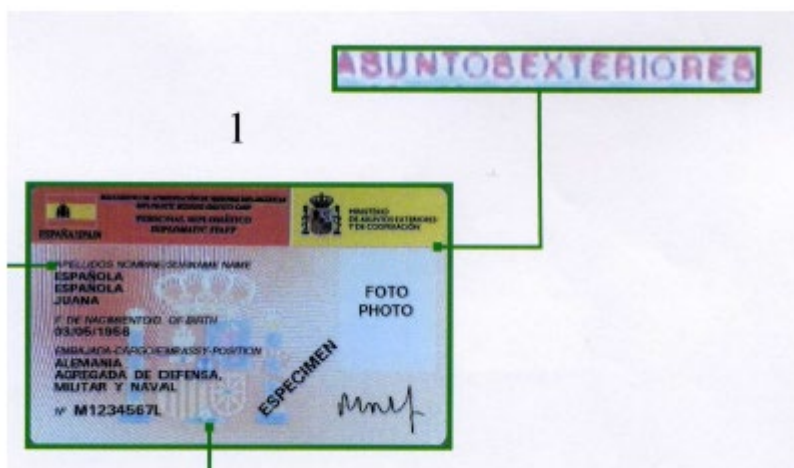 ASUNTOSEXTERIORES
1
PERSONAL DIPLOMÁTICO
DIPLOMATIC STAFF
ESPAÑA/SPAIN
MINISTERIO
DE ASUNTOS EXTERIORES
Y DE COOPERACIÓN
APELLIDOS NOMBRE/SURNAME NAME
ESPAÑOLA
ESPAÑOLA
JUANA
F. DE NACIMIENTO/D. OF BIRTH
03/05/1956
EMBAJADA-CARGO/EMBASSY-POSITION
ALEMANIA
AGREGADA DE DEFENSA,
MILITAR Y NAVAL
Nº M1234567L
FOTO
PHOTO
ESPECIMEN